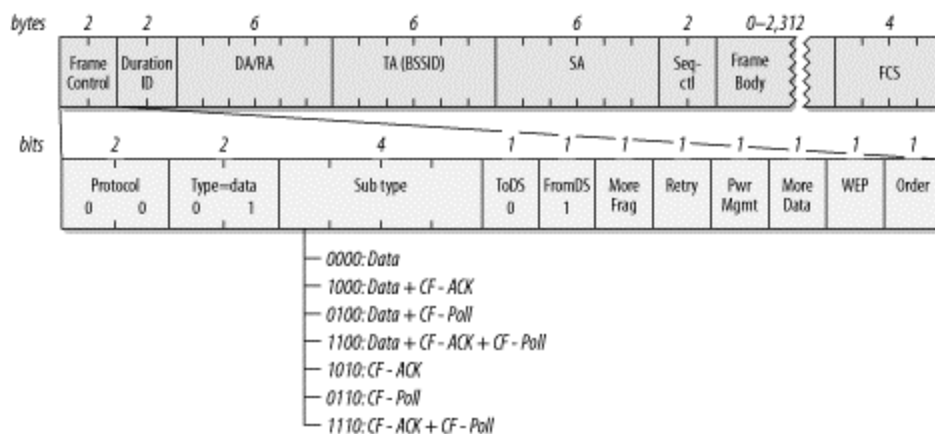 bytes 2 2 6 6 6 2 0–2,312 4
Frame Control Duration ID DA/RA TA (BSSID) SA Seq-ctl Frame Body FCS
bits 2 2 4 1 1 1 1 1 1 1 1
Protocol Type=data Sub type ToDS FromDS More Frag Retry Pwr Mgmt More Data WEP Order
0 0 0 1 0 1
0000: Data
1000: Data + CF - ACK
0100: Data + CF - Poll
1100: Data + CF - ACK + CF - Poll
1010: CF - ACK
0110: CF - Poll
1110: CF - ACK + CF - Poll